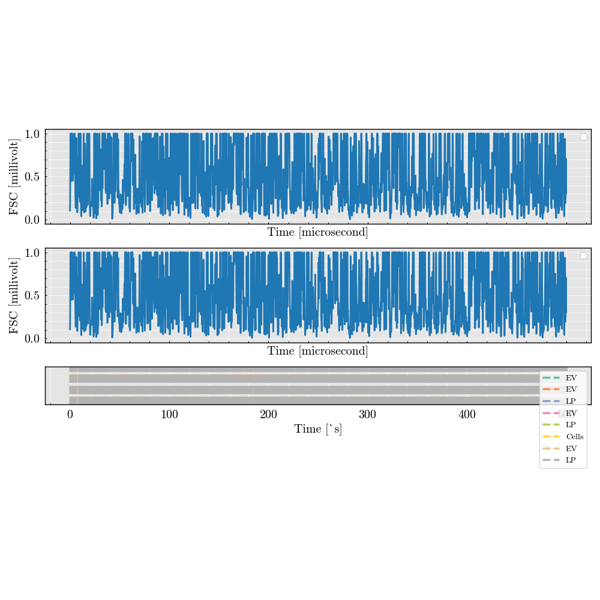 1.0
0.5
0.0
FSC [millivolt]
Time [microsecond]
1.0
0.5
0.0
FSC [millivolt]
Time [microsecond]
0 100 200 300 400
Time [`s]
EV
EV
LP
EV
LP
Cells
EV
LP